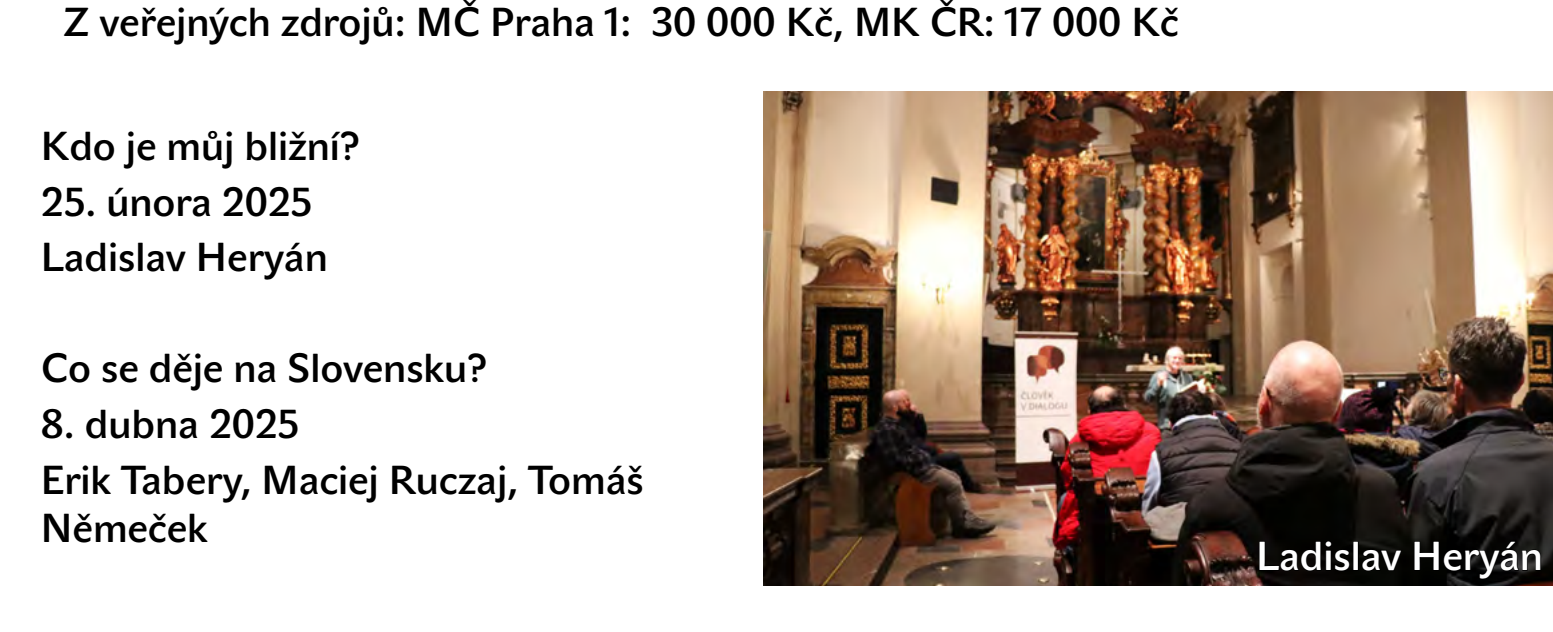 Z veřejných zdrojů: MČ Praha 1:  30 000 Kč, MK ČR: 17 000 Kč
Kdo je můj bližní?
25. února 2025
Ladislav Heryán
Co se děje na Slovensku?
8. dubna 2025
Erik Tabery, Maciej Ruczaj, Tomáš
Němeček
ČLOVĚK
V DIALOGU
Ladislav Heryán